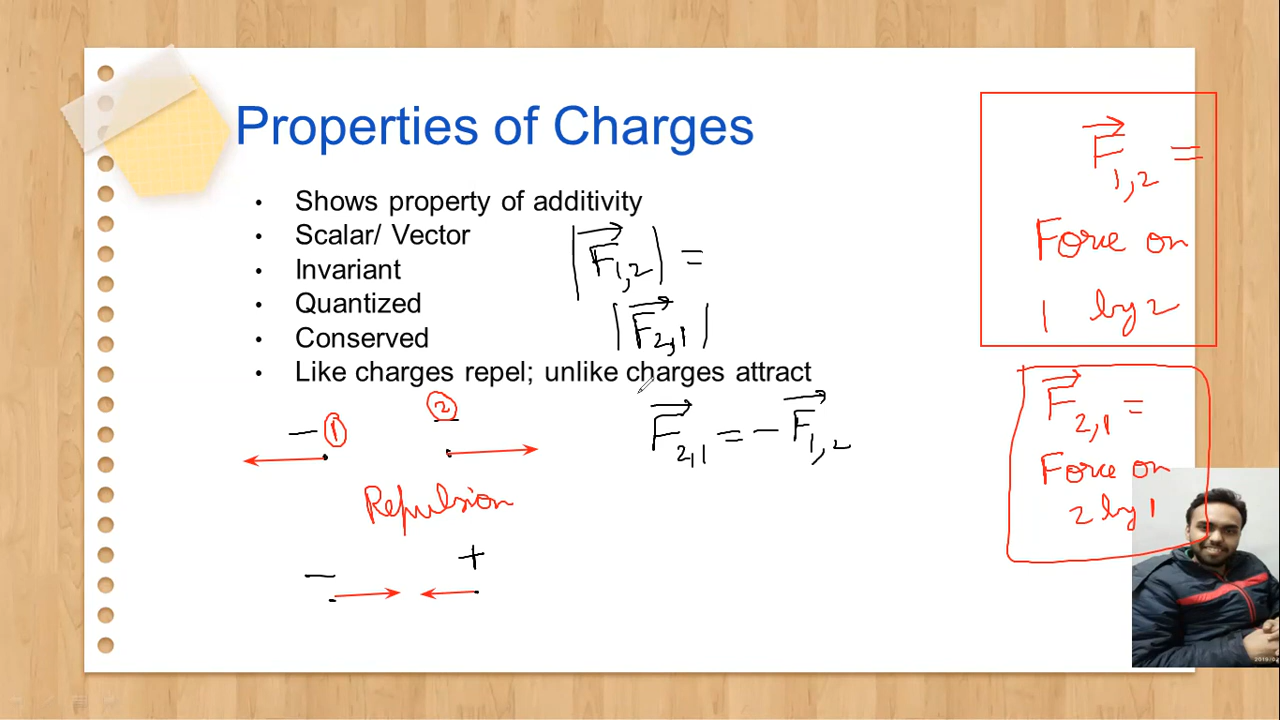 Properties of Charges
• Shows property of additivity
• Scalar/ Vector
• Invariant
• Quantized
• Conserved
• Like charges repel; unlike charges attract
|F⃗1,2| =
|F⃗2,1|
F⃗2,1 = − F⃗1,2
− ① ②
−
Repulsion
− +
F⃗1,2 =
Force on
1 by 2
F⃗2,1 =
Force on
2 by 1